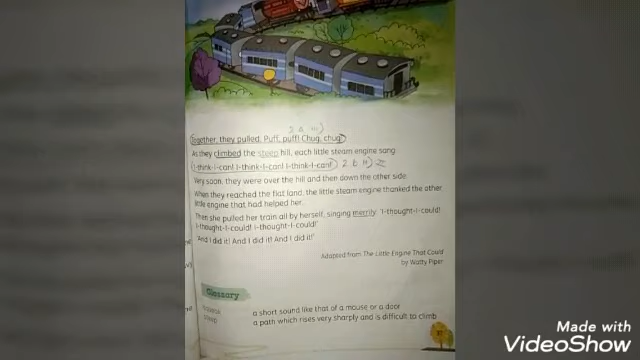 Together, they pulled. Puff, puff! Chug, chug!
As they climbed the steep hill, each little steam engine sang:
I-think-I-can! I-think-I-can! I-think-I-can!
Very soon, they were over the hill and then down the other side.
When they reached the flat land, the little steam engine thanked the other
little engine that had helped her.
Then she pulled her train all by herself, singing merrily: 'I-thought-I-could!
I-thought-I-could! I-thought-I-could!'
'And I did it! And I did it! And I did it!'
Adapted from The Little Engine That Could
by Watty Piper
Glossary
a short sound like that of a mouse or a door
steep a path which rises very sharply and is difficult to climb
Made with
VideoShow